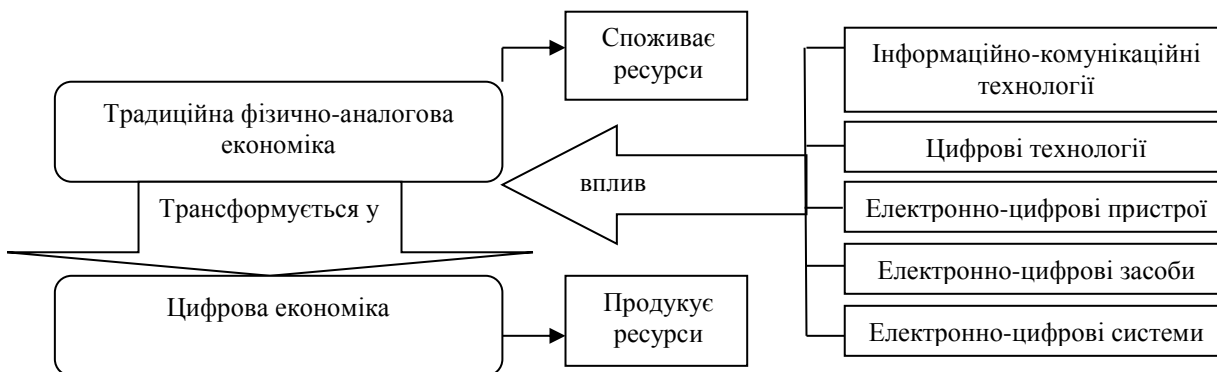 Споживає
ресурси
Традиційна фізично-аналогова
економіка
Трансформується у
Цифрова економіка
Продукує
ресурси
вплив
Інформаційно-комунікаційні
технології
Цифрові технології
Електронно-цифрові пристрої
Електронно-цифрові засоби
Електронно-цифрові системи